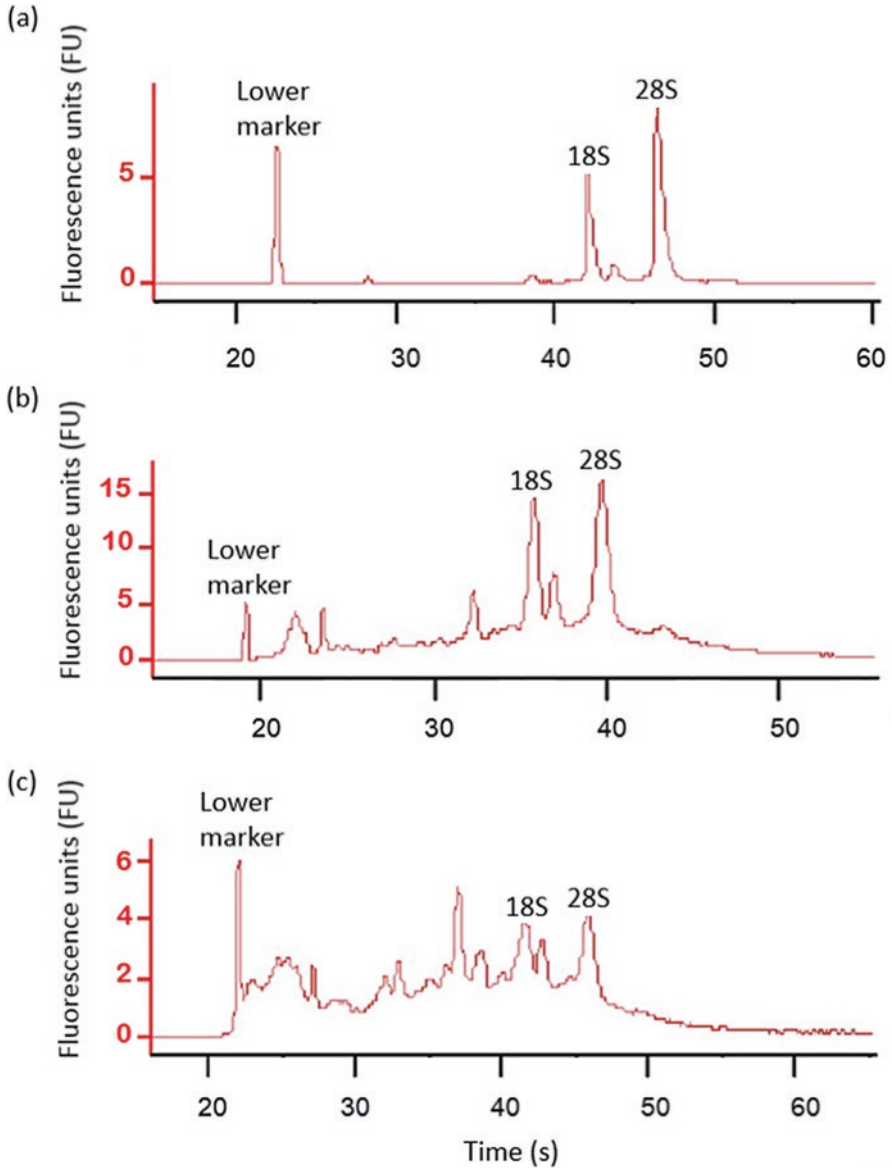 (a)
Fluorescence units (FU)
Lower
marker
18S
28S
5
0
20 30 40 50 60
(b)
Fluorescence units (FU)
Lower
marker
18S
28S
15
10
5
0
20 30 40 50
(c)
Fluorescence units (FU)
Lower
marker
18S
28S
6
4
2
0
20 30 40 50 60
Time (s)